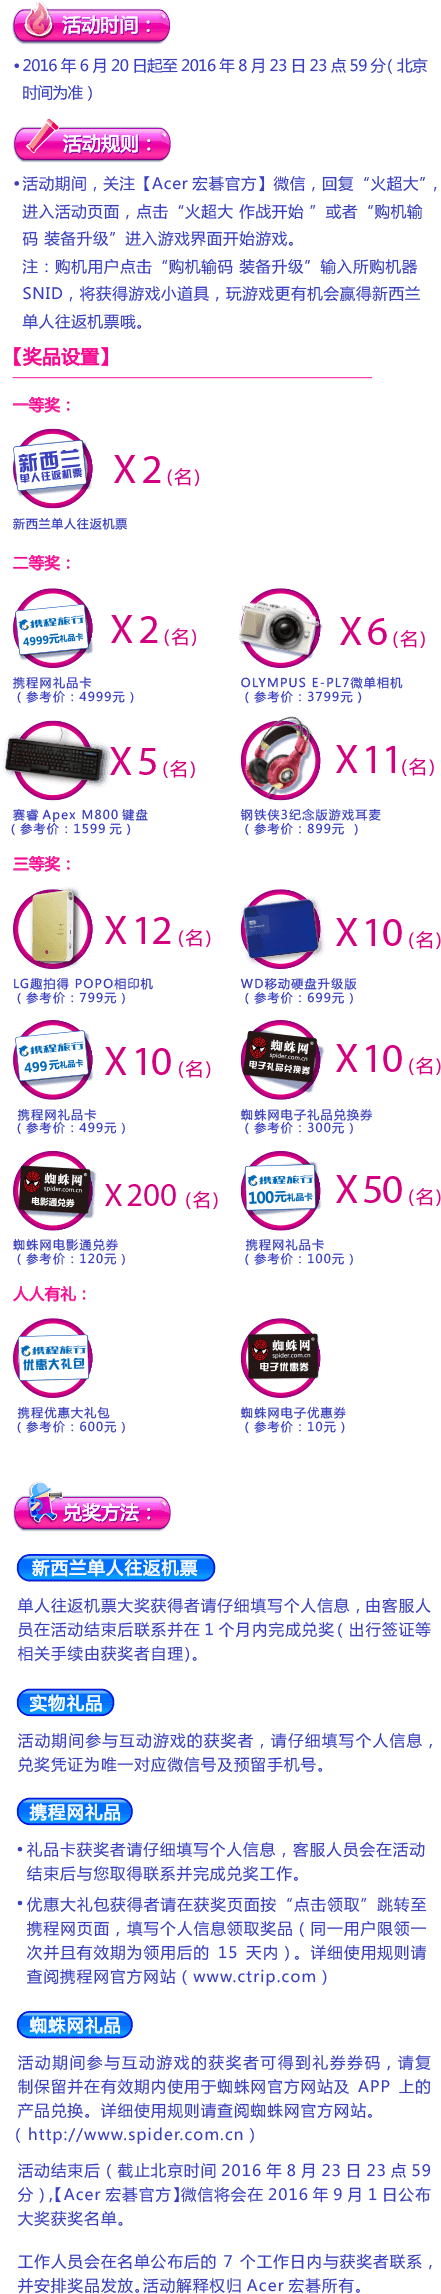 活动时间：
•2016 年 6 月 20 日起至 2016 年 8 月 23 日 23 点 59 分( 北京
时间为准 )
活动规则：
•活动期间，关注【Acer 宏碁官方】微信，回复“火超大”，
进入活动页面，点击“火超大 作战开始 ”或者“购机输
码 装备升级”进入游戏界面开始游戏。
注：购机用户点击“购机输码 装备升级”输入所购机器
SNID，将获得游戏小道具，玩游戏更有机会赢得新西兰
单人往返机票哦。
【奖品设置】
一等奖：
新西兰
单人往返机票
X 2 (名)
新西兰单人往返机票
二等奖：
携程旅行
4999元礼品卡
X 2 (名)
X 6 (名)
携程网礼品卡
（参考价：4999元）
OLYMPUS E-PL7微单相机
（参考价：3799元）
X 5 (名)
X 11 (名)
赛睿 Apex M800 键盘
（参考价：1599 元）
钢铁侠3纪念版游戏耳麦
（参考价：899元 ）
三等奖：
X 12 (名)
WD
X 10 (名)
LG趣拍得 POPO相印机
（参考价：799元）
WD移动硬盘升级版
（参考价：699元）
携程旅行
499元礼品卡
X 10 (名)
蜘蛛网
spider.com.cn
电子礼品兑换券
X 10 (名)
携程网礼品卡
（参考价：499元）
蜘蛛网电子礼品兑换券
（参考价：300元）
蜘蛛网
spider.com.cn
电影通兑券
X 200 (名)
携程旅行
100元礼品卡
X 50 (名)
蜘蛛网电影通兑券
（参考价：120元）
携程网礼品卡
（参考价：100元）
人人有礼：
携程旅行
优惠大礼包
蜘蛛网
spider.com.cn
电子优惠券
携程优惠大礼包
（参考价：600元）
蜘蛛网电子优惠券
（参考价：10元）
兑奖方法：
新西兰单人往返机票
单人往返机票大奖获得者请仔细填写个人信息，由客服人
员在活动结束后联系并在 1 个月内完成兑奖 ( 出行签证等
相关手续由获奖者自理)。
实物礼品
活动期间参与互动游戏的获奖者，请仔细填写个人信息，
兑奖凭证为唯一对应微信号及预留手机号。
携程网礼品
•礼品卡获奖者请仔细填写个人信息，客服人员会在活动
结束后与您取得联系并完成兑奖工作。
•优惠大礼包获得者请在获奖页面按“点击领取”跳转至
携程网页面，填写个人信息领取奖品（同一用户限领一
次并且有效期为领用后的 15 天内）。详细使用规则请
查阅携程网官方网站（www.ctrip.com）
蜘蛛网礼品
活动期间参与互动游戏的获奖者可得到礼券券码，请复
制保留并在有效期内使用于蜘蛛网官方网站及 APP 上的
产品兑换。详细使用规则请查阅蜘蛛网官方网站。
（http://www.spider.com.cn）
活动结束后（截止北京时间 2016 年 8 月 23 日 23 点 59
分）,【Acer 宏碁官方】微信将会在 2016 年 9 月 1 日公布
大奖获奖名单。
工作人员会在名单公布后的 7 个工作日内与获奖者联系，
并安排奖品发放。活动解释权归 Acer 宏碁所有。